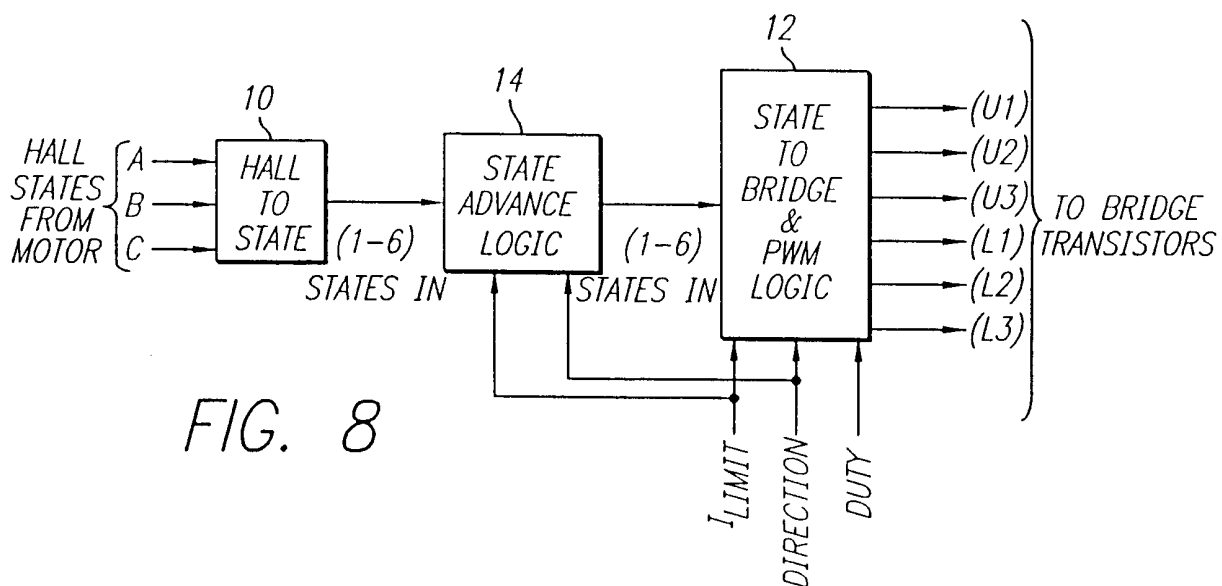 10
14
12
HALL
STATES
FROM
MOTOR
A
B
C
HALL
TO
STATE
(1-6)
STATES IN
STATE
ADVANCE
LOGIC
(1-6)
STATES IN
STATE
TO
BRIDGE
&
PWM
LOGIC
(U1)
(U2)
(U3)
(L1)
(L2)
(L3)
TO BRIDGE
TRANSISTORS
I LIMIT
DIRECTION
DUTY
FIG. 8